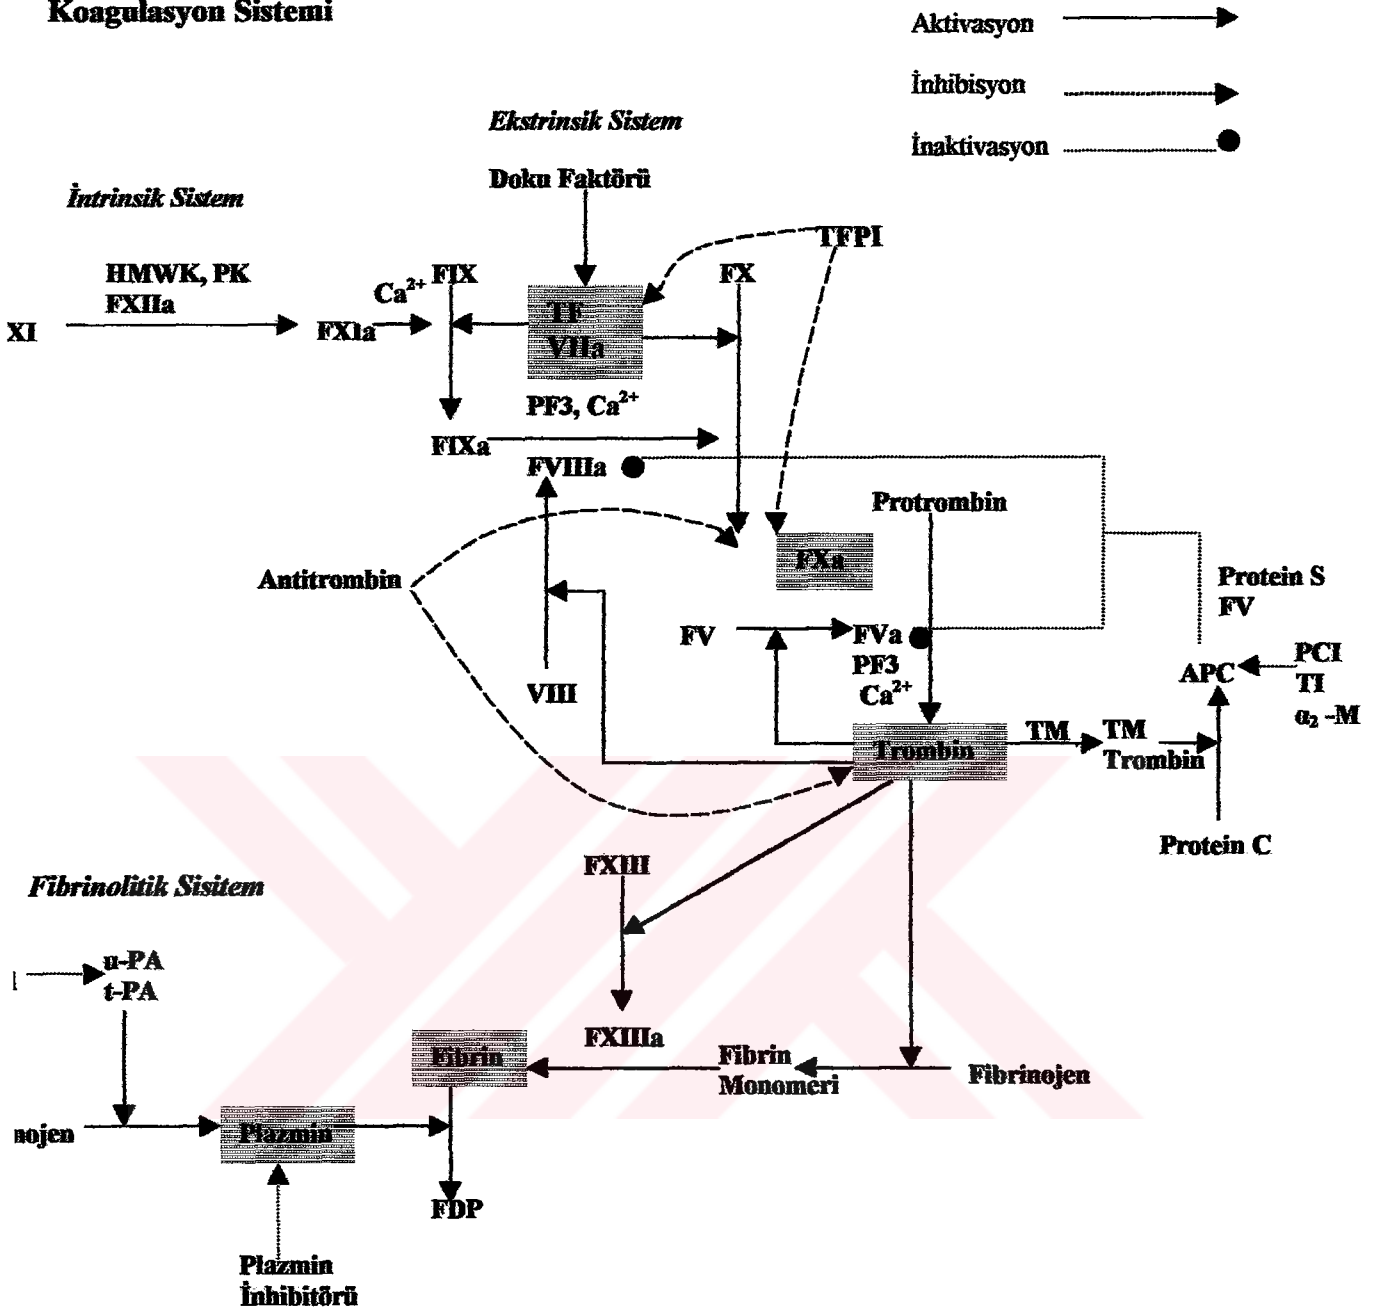 Koagulasyon Sistemi
Aktivasyon
İnhibisyon
İnaktivasyon
Ekstrinsik Sistem
Doku Faktörü
İntrinsik Sistem
TFPI
HMWK, PK
FXIIa
Ca²⁺
FIX
FX
XI
FXIa
TF
VIIa
PF3, Ca²⁺
FIXa
FVIIIa
Protrombin
FXa
Antitrombin
Protein S
FV
FV
FVa
PF3
Ca²⁺
VIII
APC
PCI
TI
α₂ -M
Trombin
TM
TM
Trombin
Protein C
FXIII
Fibrinolitik Sisitem
u-PA
t-PA
FXIIIa
Fibrin
Fibrin
Monomeri
Fibrinojen
nojen
Plazmin
FDP
Plazmin
İnhibitörü